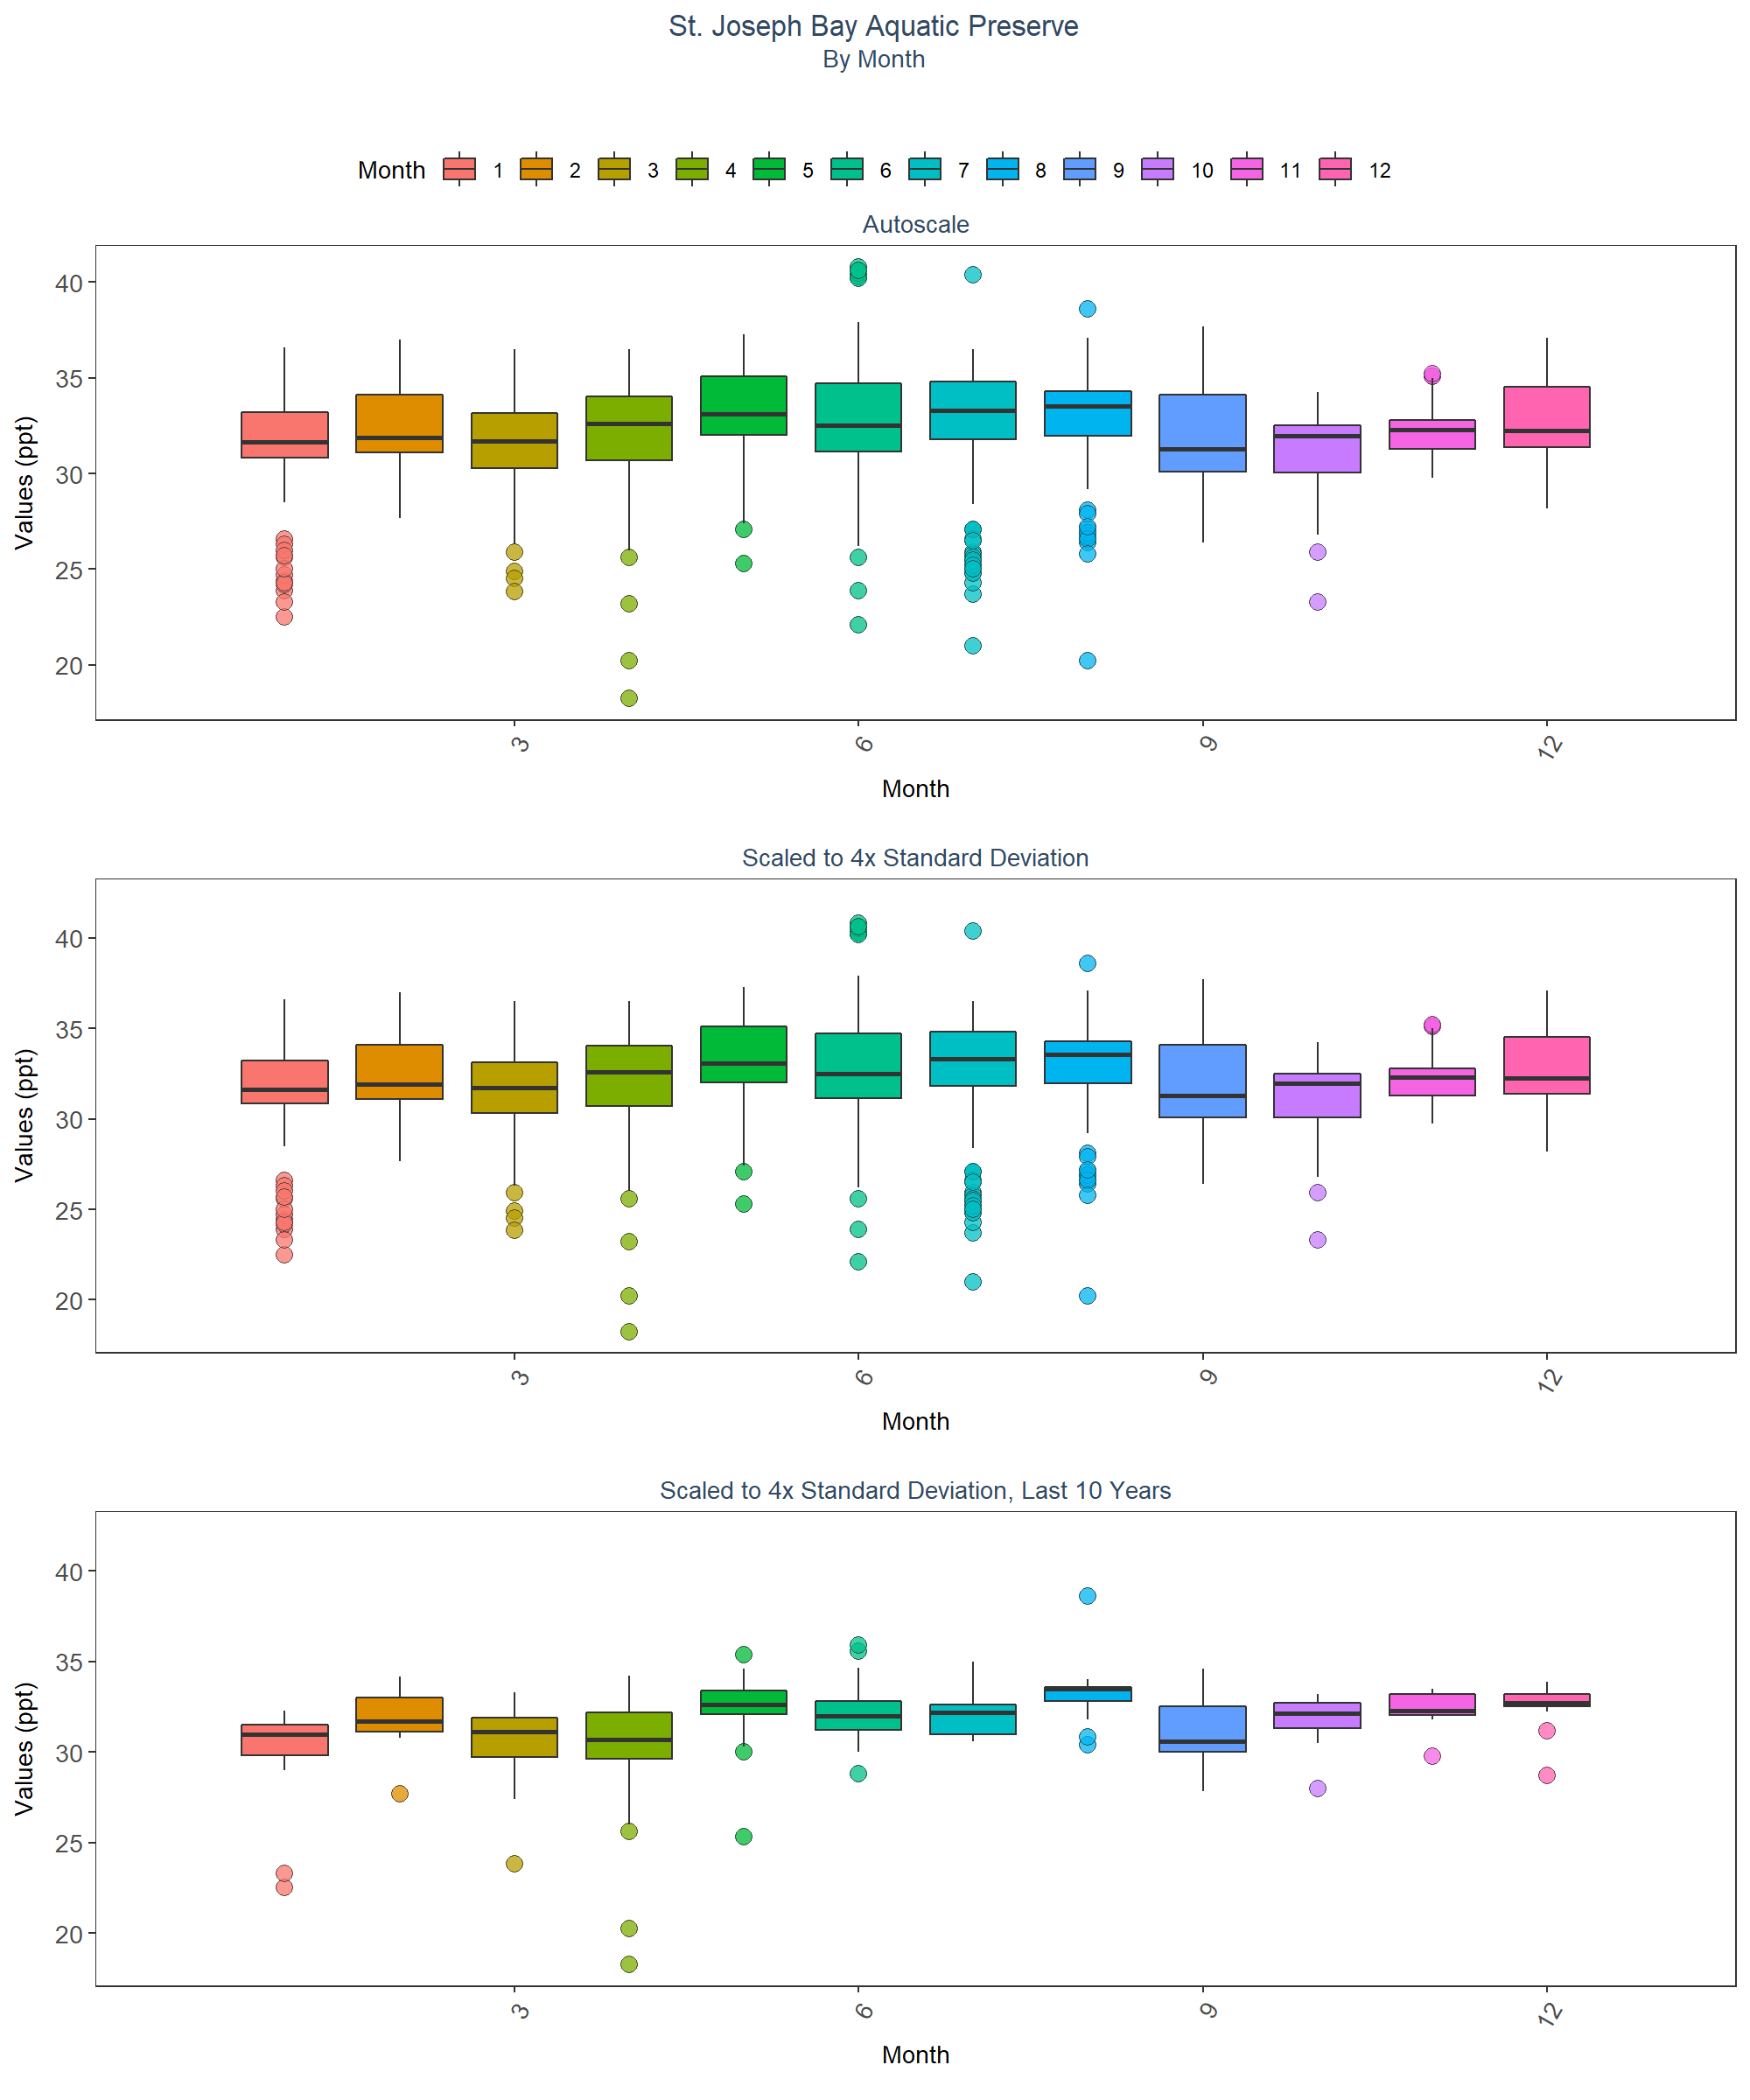 St. Joseph Bay Aquatic Preserve
By Month
Month 1 2 3 4 5 6 7 8 9 10 11 12
Autoscale
Values (ppt)
40
35
30
25
20
3 6 9 12
Month
Scaled to 4x Standard Deviation
Values (ppt)
40
35
30
25
20
3 6 9 12
Month
Scaled to 4x Standard Deviation, Last 10 Years
Values (ppt)
40
35
30
25
20
3 6 9 12
Month